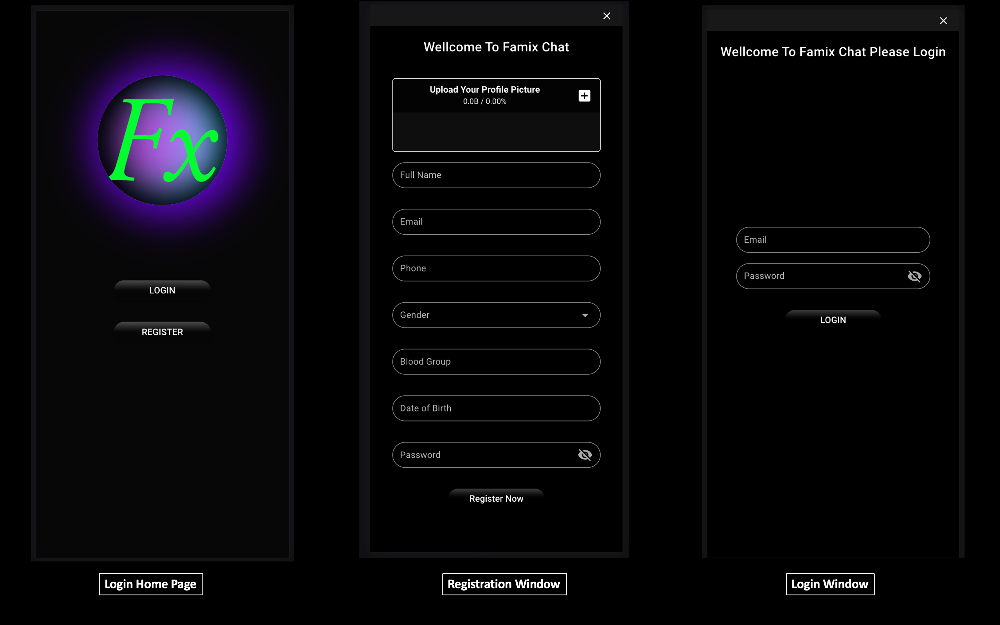 Fx
LOGIN
REGISTER
Login Home Page
Wellcome To Famix Chat
Upload Your Profile Picture
0.0B / 0.00%
Full Name
Email
Phone
Gender
Blood Group
Date of Birth
Password
Register Now
Registration Window
Wellcome To Famix Chat Please Login
Email
Password
LOGIN
Login Window